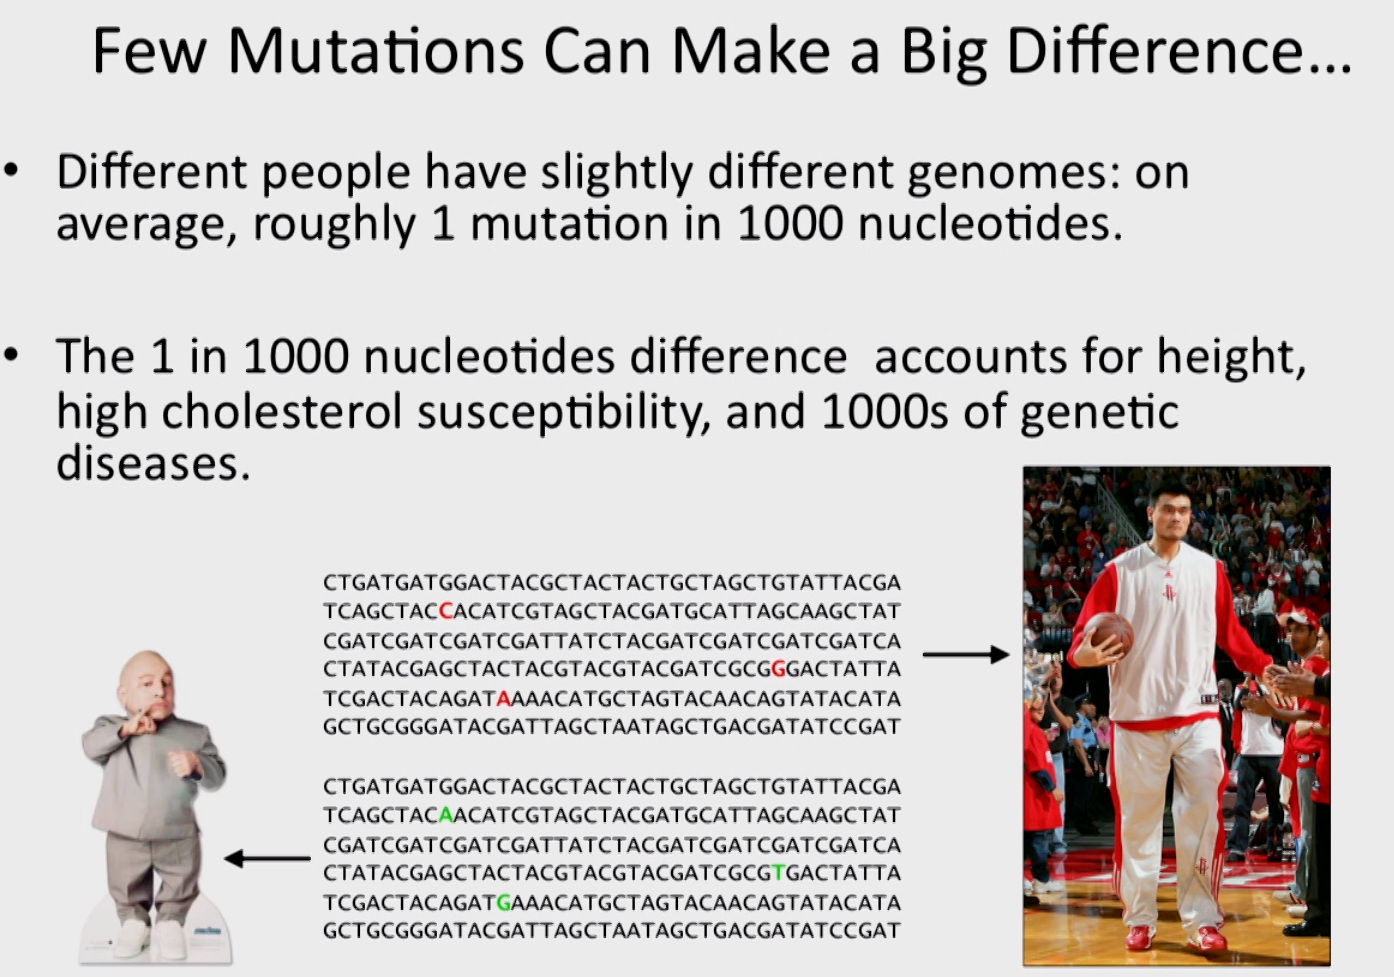 Few Mutations Can Make a Big Difference...
• Different people have slightly different genomes: on
average, roughly 1 mutation in 1000 nucleotides.
• The 1 in 1000 nucleotides difference accounts for height,
high cholesterol susceptibility, and 1000s of genetic
diseases.
CTGATGATGGACTACGCTACTACTGCTAGCTGTATTACGA
TCAGCTACCACATCGTAGCTACGATGCATTAGCAAGCTAT
CGATCGATCGATCGATTATCTACGATCGATCGATCGATCA
CTATACGAGCTACTACGTACGTACGATCGCGGGACTATTA
TCGACTACAGATAAAACATGCTAGTACAACAGTATACATA
GCTGCGGGATACGATTAGCTAATAGCTGACGATATCCGAT
CTGATGATGGACTACGCTACTACTGCTAGCTGTATTACGA
TCAGCTACAACATCGTAGCTACGATGCATTAGCAAGCTAT
CGATCGATCGATCGATTATCTACGATCGATCGATCGATCA
CTATACGAGCTACTACGTACGTACGATCGCGTGACTATTA
TCGACTACAGATGAAACATGCTAGTACAACAGTATACATA
GCTGCGGGATACGATTAGCTAATAGCTGACGATATCCGAT